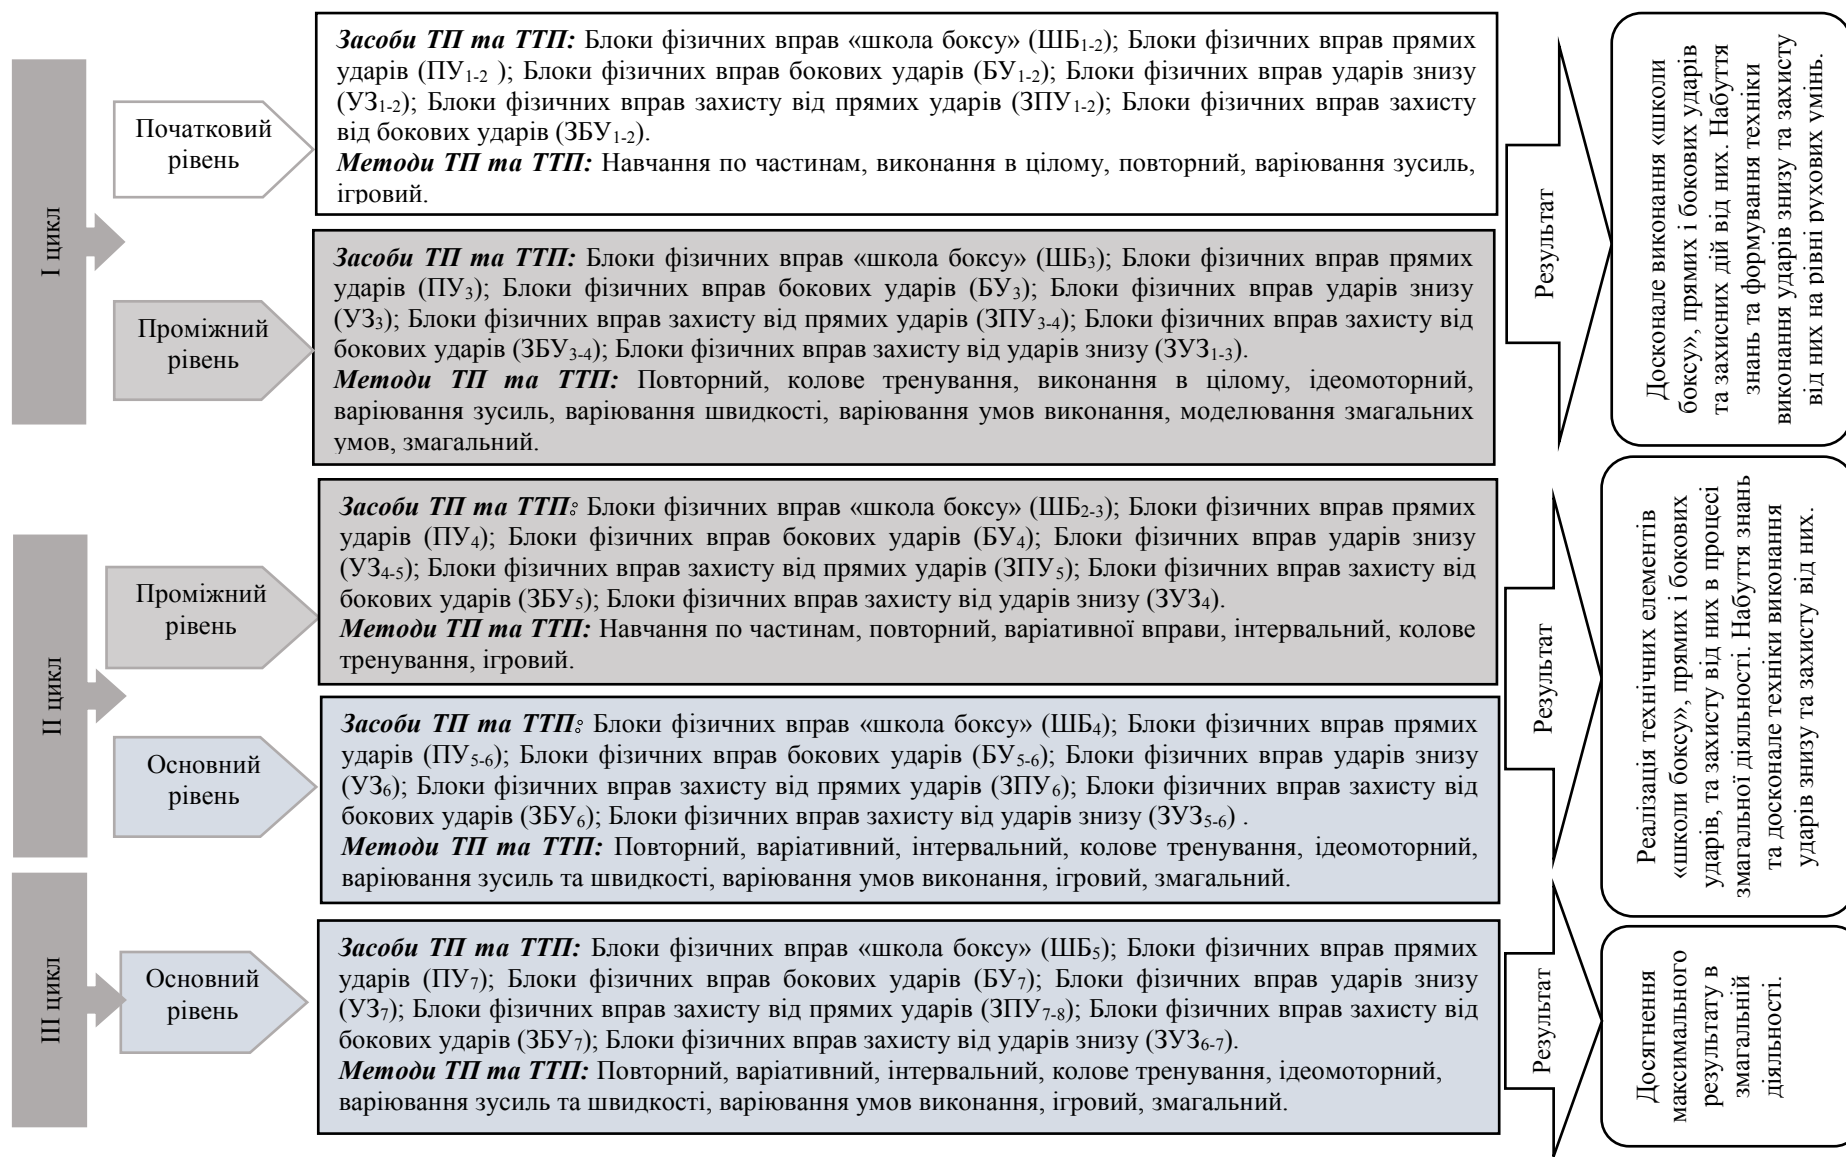 І цикл
Початковий
рівень
Засоби ТП та ТТП: Блоки фізичних вправ «школа боксу» (ШБ1-2); Блоки фізичних вправ прямих
ударів (ПУ1-2 ); Блоки фізичних вправ бокових ударів (БУ1-2); Блоки фізичних вправ ударів знизу
(УЗ1-2); Блоки фізичних вправ захисту від прямих ударів (ЗПУ1-2); Блоки фізичних вправ захисту
від бокових ударів (ЗБУ1-2).
Методи ТП та ТТП: Навчання по частинам, виконання в цілому, повторний, варіювання зусиль,
ігровий.
Проміжний
рівень
Засоби ТП та ТТП: Блоки фізичних вправ «школа боксу» (ШБ3); Блоки фізичних вправ прямих
ударів (ПУ3); Блоки фізичних вправ бокових ударів (БУ3); Блоки фізичних вправ ударів знизу
(УЗ3); Блоки фізичних вправ захисту від прямих ударів (ЗПУ3-4); Блоки фізичних вправ захисту від
бокових ударів (ЗБУ3-4); Блоки фізичних вправ захисту від ударів знизу (ЗУЗ1-3).
Методи ТП та ТТП: Повторний, колове тренування, виконання в цілому, ідеомоторний,
варіювання зусиль, варіювання швидкості, варіювання умов виконання, моделювання змагальних
умов, змагальний.
Результат
Досконале виконання «школи
боксу», прямих і бокових ударів
та захисних дій від них. Набуття
знань та формування техніки
виконання ударів знизу та захисту
від них на рівні рухових умінь.
ІІ цикл
Проміжний
рівень
Засоби ТП та ТТП: Блоки фізичних вправ «школа боксу» (ШБ2-3); Блоки фізичних вправ прямих
ударів (ПУ4); Блоки фізичних вправ бокових ударів (БУ4); Блоки фізичних вправ ударів знизу
(УЗ4-5); Блоки фізичних вправ захисту від прямих ударів (ЗПУ5); Блоки фізичних вправ захисту від
бокових ударів (ЗБУ5); Блоки фізичних вправ захисту від ударів знизу (ЗУЗ4).
Методи ТП та ТТП: Навчання по частинам, повторний, варіативної вправи, інтервальний, колове
тренування, ігровий.
Основний
рівень
Засоби ТП та ТТП: Блоки фізичних вправ «школа боксу» (ШБ4); Блоки фізичних вправ прямих
ударів (ПУ5-6); Блоки фізичних вправ бокових ударів (БУ5-6); Блоки фізичних вправ ударів знизу
(УЗ6); Блоки фізичних вправ захисту від прямих ударів (ЗПУ6); Блоки фізичних вправ захисту від
бокових ударів (ЗБУ6); Блоки фізичних вправ захисту від ударів знизу (ЗУЗ5-6) .
Методи ТП та ТТП: Повторний, варіативний, інтервальний, колове тренування, ідеомоторний,
варіювання зусиль та швидкості, варіювання умов виконання, ігровий, змагальний.
Результат
Реалізація технічних елементів
«школи боксу», прямих і бокових
ударів, та захисту від них в процесі
змагальної діяльності. Набуття знань
та досконале техніки виконання
ударів знизу та захисту від них.
ІІІ цикл
Основний
рівень
Засоби ТП та ТТП: Блоки фізичних вправ «школа боксу» (ШБ5); Блоки фізичних вправ прямих
ударів (ПУ7); Блоки фізичних вправ бокових ударів (БУ7); Блоки фізичних вправ ударів знизу
(УЗ7); Блоки фізичних вправ захисту від прямих ударів (ЗПУ7-8); Блоки фізичних вправ захисту від
бокових ударів (ЗБУ7); Блоки фізичних вправ захисту від ударів знизу (ЗУЗ6-7).
Методи ТП та ТТП: Повторний, варіативний, інтервальний, колове тренування, ідеомоторний,
варіювання зусиль та швидкості, варіювання умов виконання, ігровий, змагальний.
Результат
Досягнення
максимального
результату в
змагальній
діяльності.